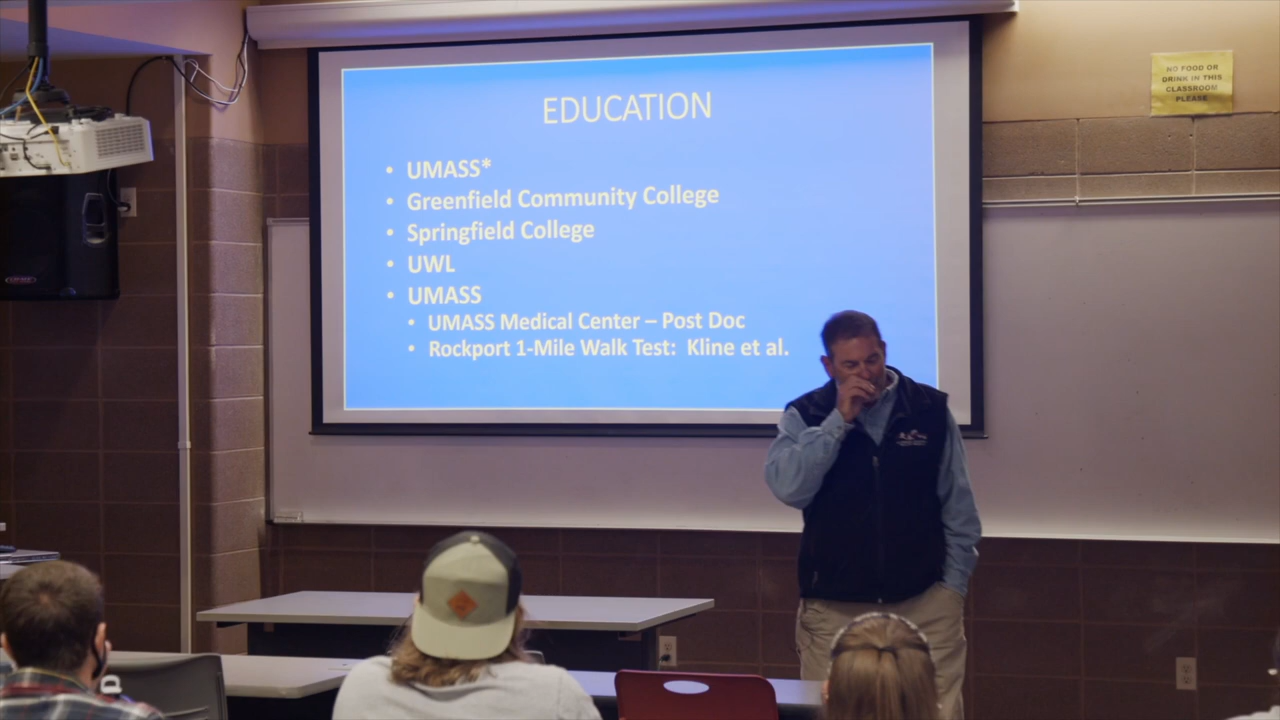 EDUCATION
• UMASS*
• Greenfield Community College
• Springfield College
• UWL
• UMASS
• UMASS Medical Center – Post Doc
• Rockport 1-Mile Walk Test: Kline et al.
NO FOOD OR
DRINK IN THIS
CLASSROOM
PLEASE